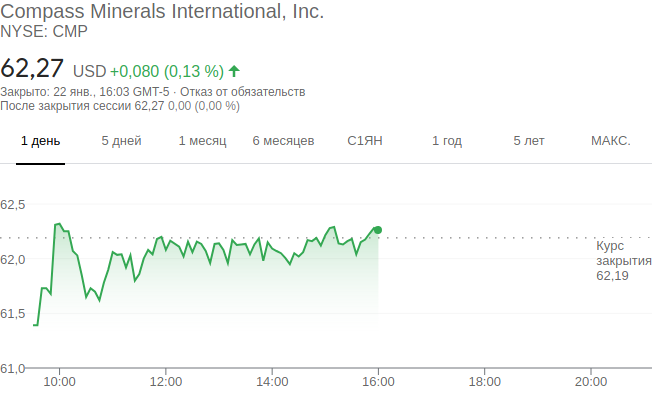 Compass Minerals International, Inc.
NYSE: CMP
62,27 USD +0,080 (0,13 %)
Закрыто: 22 янв., 16:03 GMT-5 · Отказ от обязательств
После закрытия сессии 62,27 0,00 (0,00 %)
1 день 5 дней 1 месяц 6 месяцев С1ЯН 1 год 5 лет МАКС.
62,5
62,0
61,5
61,0
Курс
закрытия
62,19
10:00 12:00 14:00 16:00 18:00 20:00